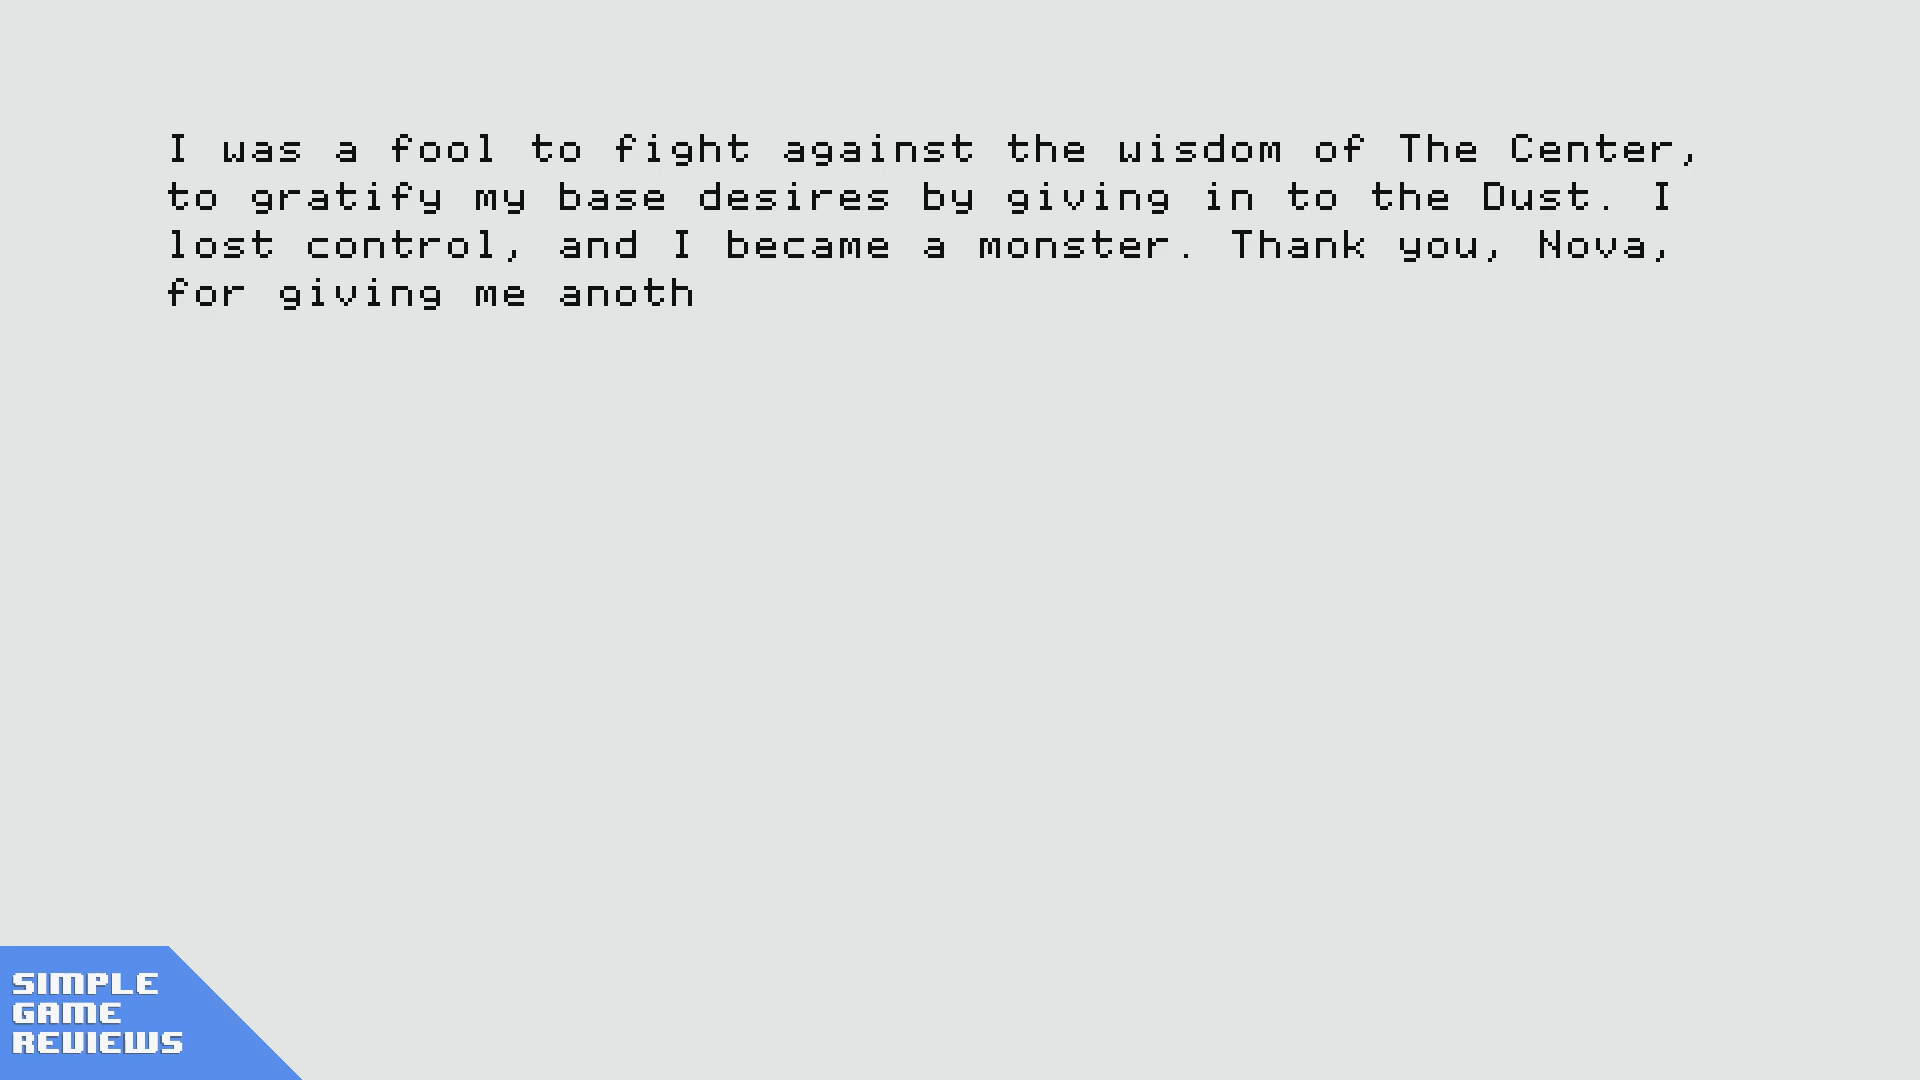 I was a fool to fight against the wisdom of The Center,
to gratify my base desires by giving in to the Dust. I
lost control, and I became a monster. Thank you, Nova,
for giving me anoth
SIMPLE
GAME
REVIEWS